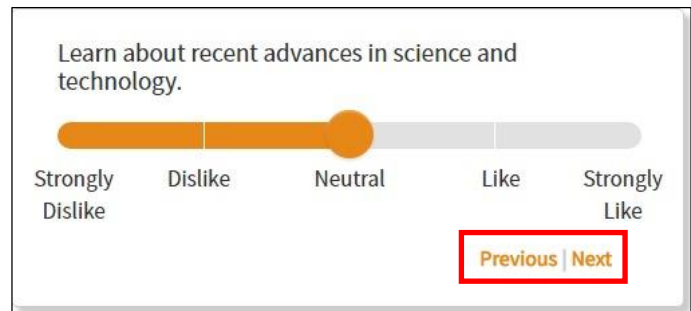 Learn about recent advances in science and
technology.
Strongly Dislike Neutral Like Strongly
Dislike Like
Previous | Next